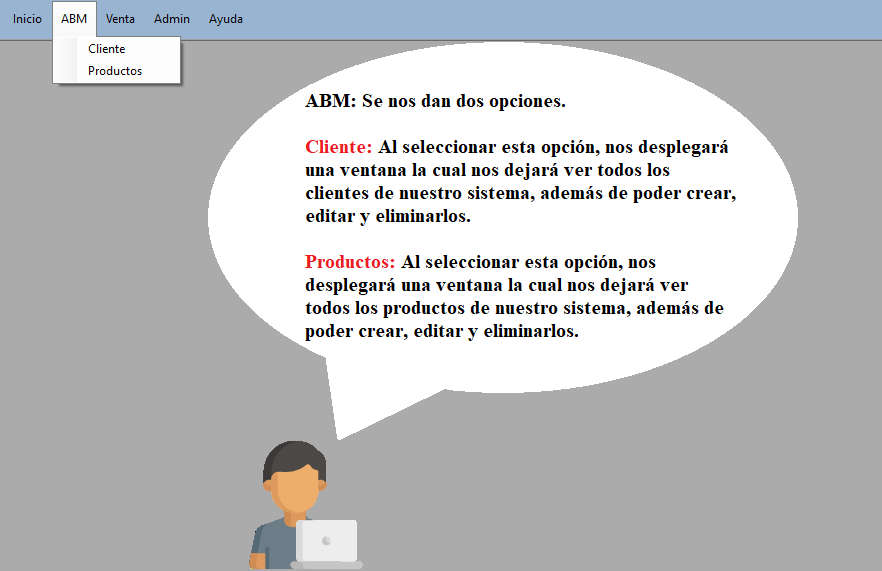 Inicio ABM Venta Admin Ayuda
Cliente
Productos
ABM: Se nos dan dos opciones.
Cliente: Al seleccionar esta opción, nos desplegará
una ventana la cual nos dejará ver todos los
clientes de nuestro sistema, además de poder crear,
editar y eliminarlos.
Productos: Al seleccionar esta opción, nos
desplegará una ventana la cual nos dejará ver
todos los productos de nuestro sistema, además de
poder crear, editar y eliminarlos.